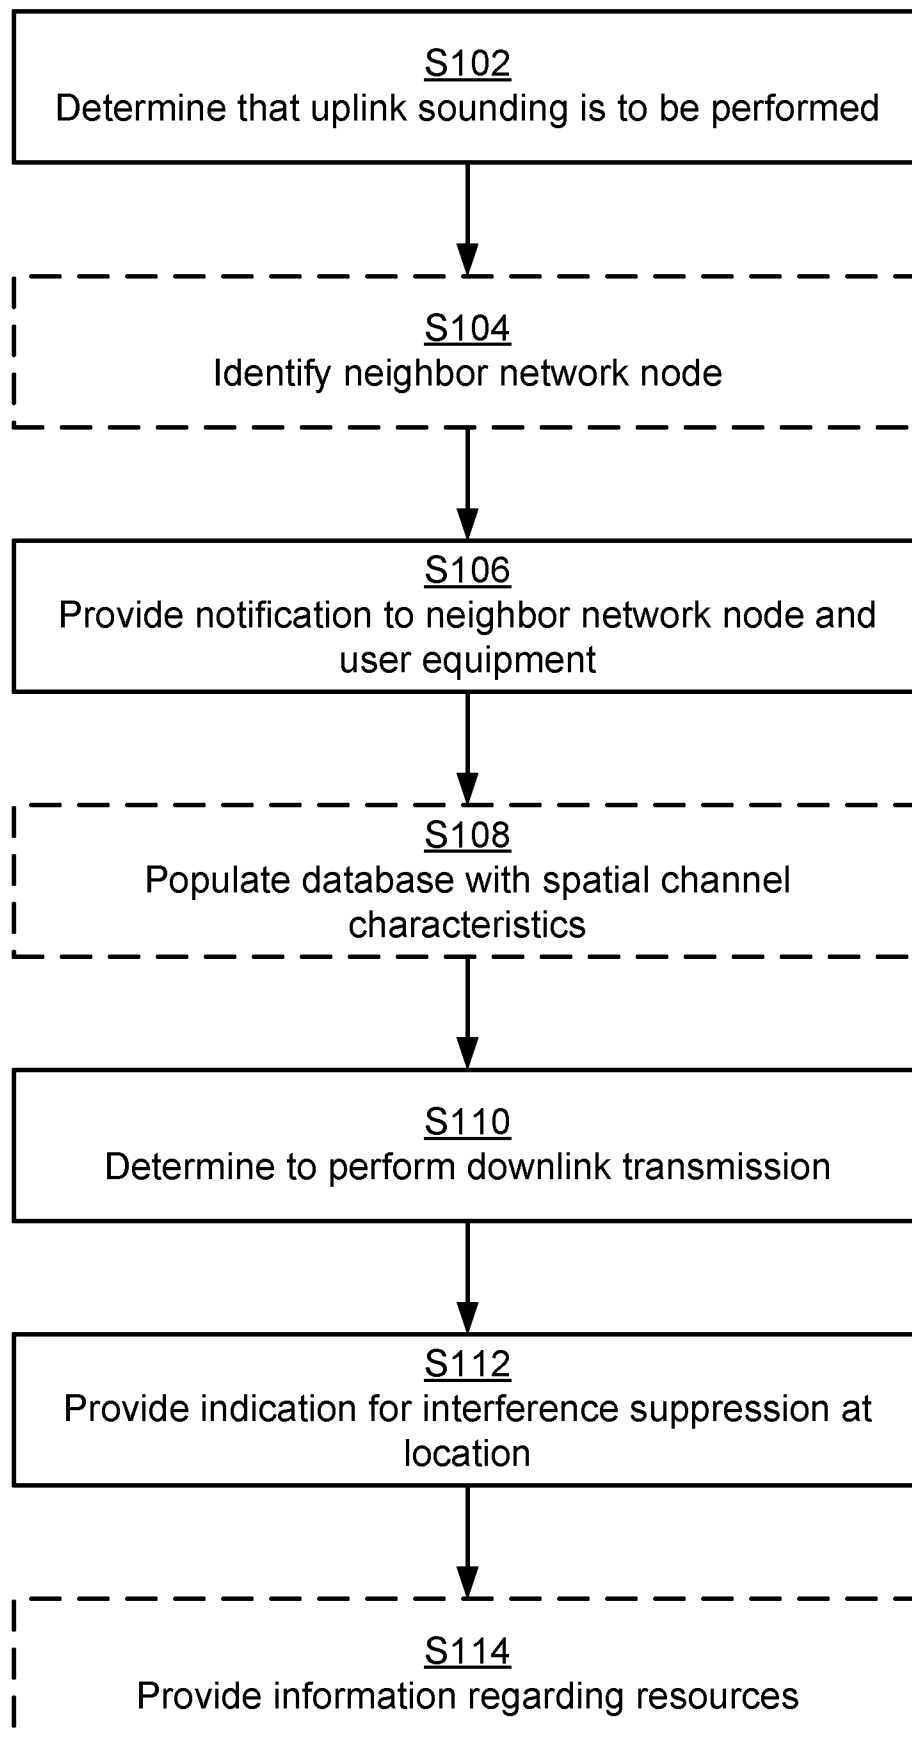 S102
Determine that uplink sounding is to be performed
S104
Identify neighbor network node
S106
Provide notification to neighbor network node and
user equipment
S108
Populate database with spatial channel
characteristics
S110
Determine to perform downlink transmission
S112
Provide indication for interference suppression at
location
S114
Provide information regarding resources